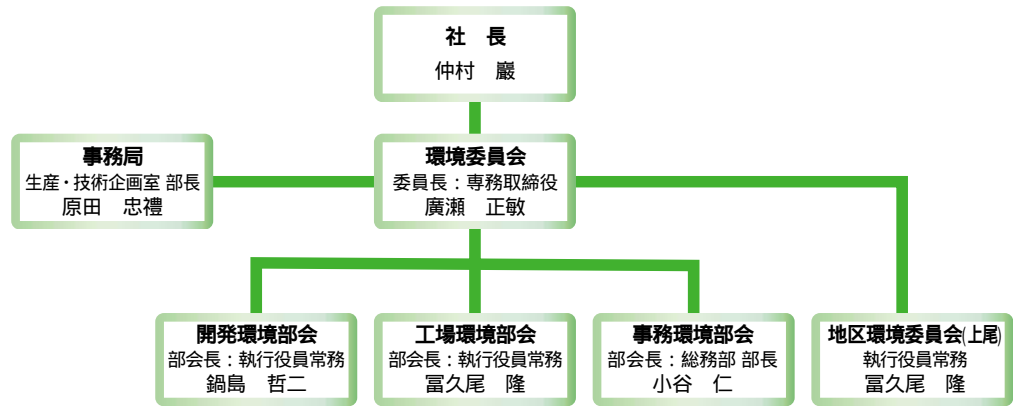 社　長
仲村　巖
事務局
生産・技術企画室 部長
原田　忠禮
環境委員会
委員長：専務取締役
廣瀬　正敏
開発環境部会
部会長：執行役員常務
鍋島　哲二
工場環境部会
部会長：執行役員常務
冨久尾　隆
事務環境部会
部会長：総務部 部長
小谷　仁
地区環境委員会(上尾)
執行役員常務
冨久尾　隆